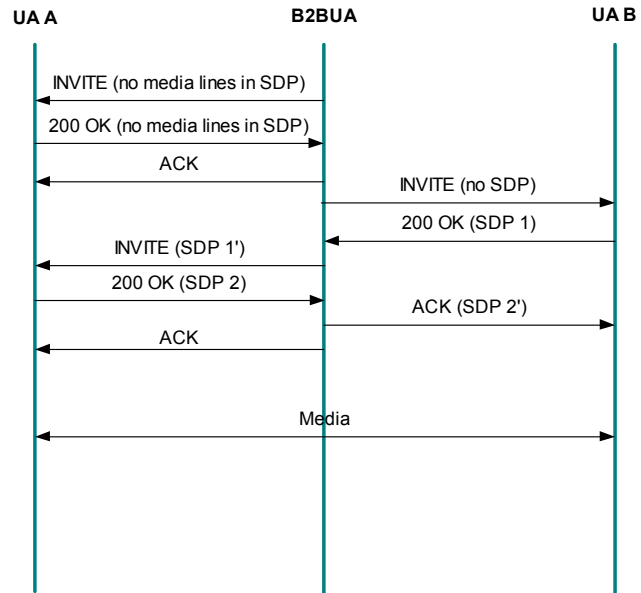 UA A
B2BUA
UA B
INVITE (no media lines in SDP)
200 OK (no media lines in SDP)
ACK
INVITE (no SDP)
200 OK (SDP 1)
INVITE (SDP 1')
200 OK (SDP 2)
ACK (SDP 2')
ACK
Media